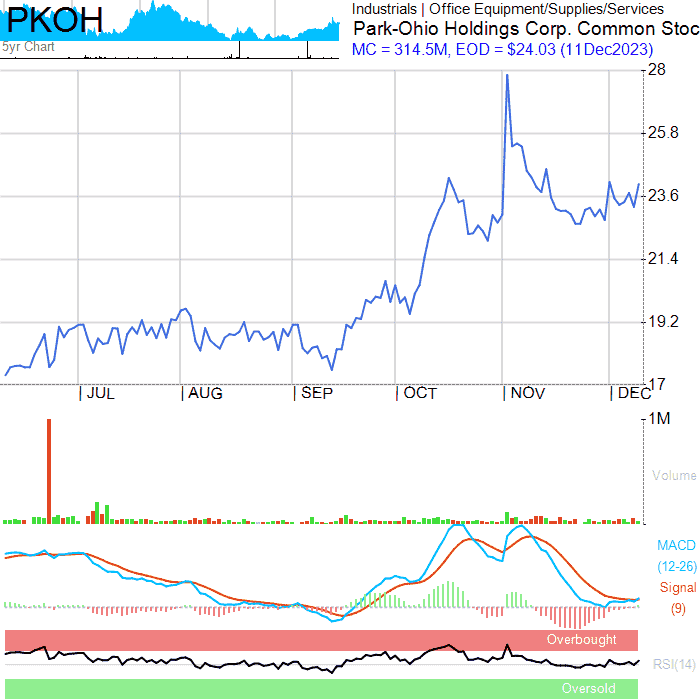 PKOH
5yr Chart
Industrials | Office Equipment/Supplies/Services
Park-Ohio Holdings Corp. Common Stoc
MC = 314.5M, EOD = $24.03 (11Dec2023)
28
25.8
23.6
21.4
19.2
17
| JUL | AUG | SEP | OCT | NOV | DEC
1M
Volume
MACD
(12-26)
Signal
(9)
Overbought
RSI(14)
Oversold